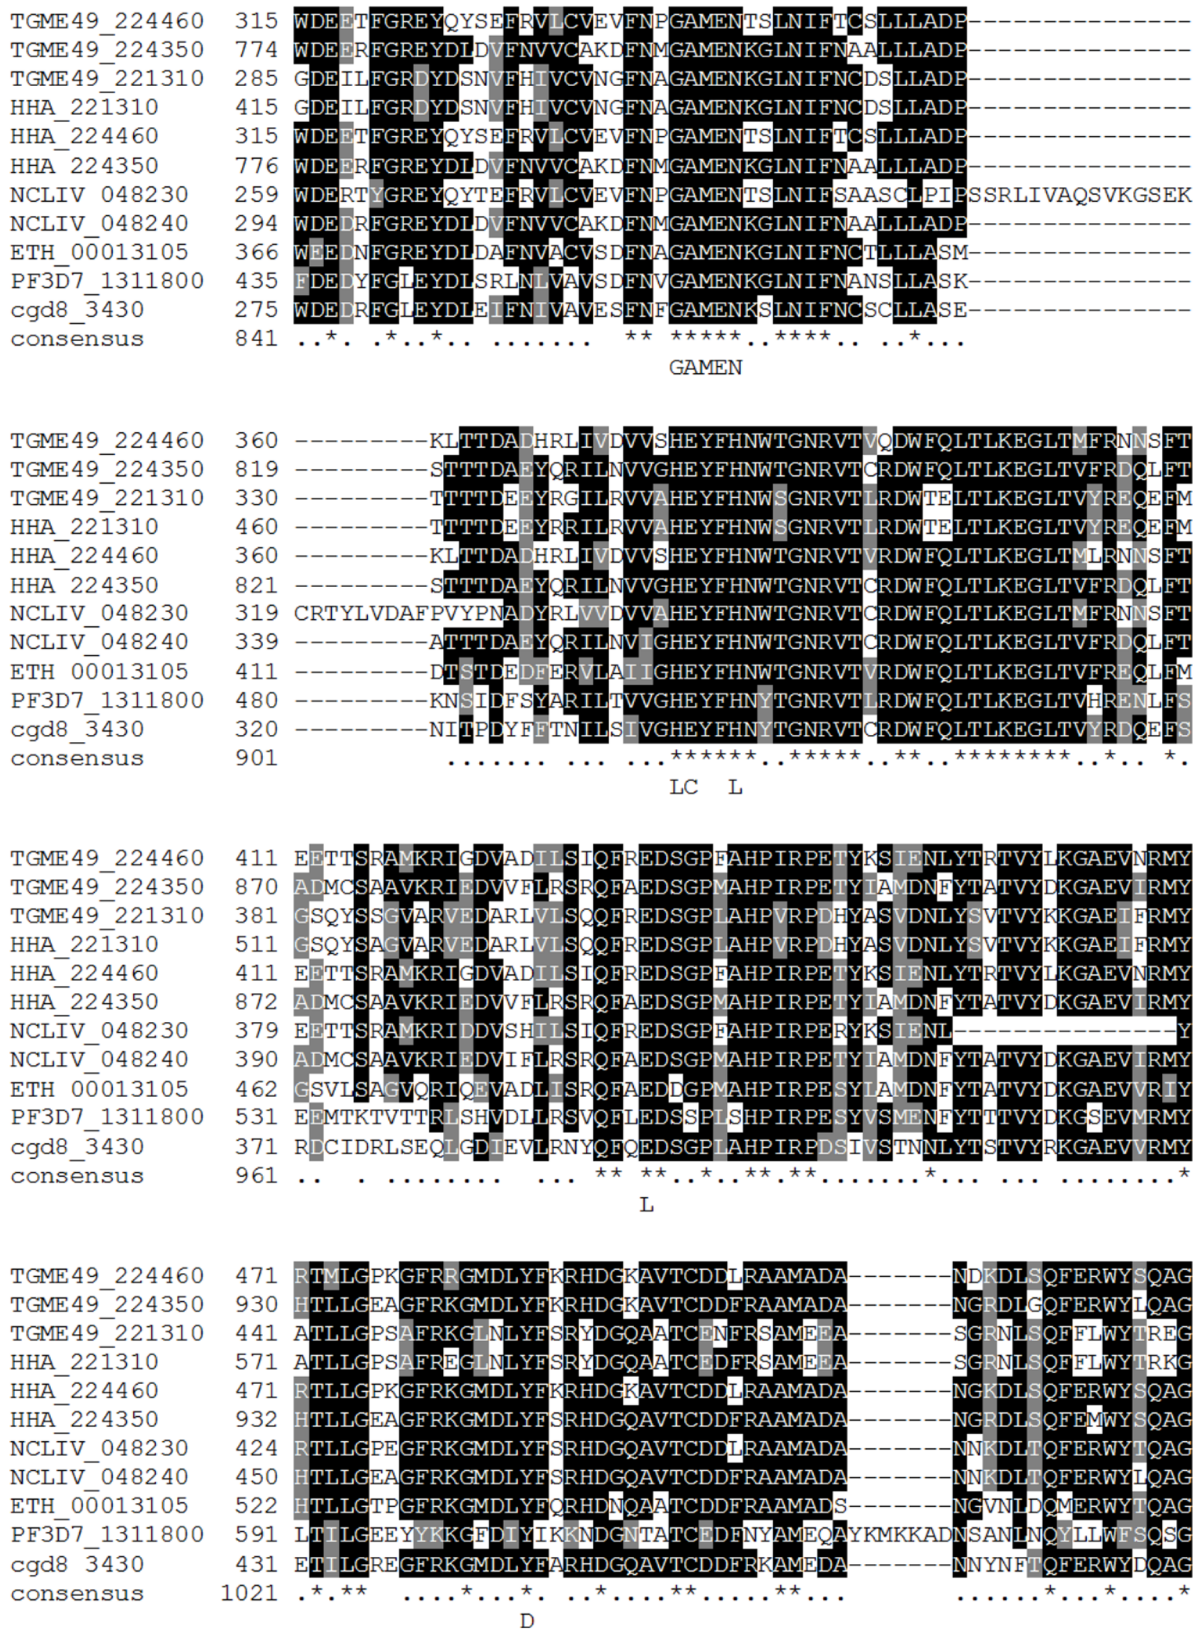 TGME49_224460 315 WDEETFGREYQYSEFRVLCVEVFNPGAMENTSLNIFTCSLLLADP---------------
TGME49_224350 774 WDEERFGREYDLDVFNVVCAKDFNMGAMENKGLNIFNAALLLADP---------------
TGME49_221310 285 GDEILFGRDYDSNVFHIVCVNGFNAGAMENKGLNIFNCDSLLADP---------------
HHA_221310 415 GDEILFGRDYDSNVFHIVCVNGFNAGAMENKGLNIFNCDSLLADP---------------
HHA_224460 315 WDEETFGREYQYSEFRVLCVEVFNPGAMENTSLNIFTCSLLLADP---------------
HHA_224350 776 WDEERFGREYDLDVFNVVCAKDFNMGAMENKGLNIFNAALLLADP---------------
NCLIV_048230 259 WDERTYGREYQYTEFRVLCVEVFNPGAMENTSLNIFSAASCLPIPSSRLIVAQSVKGSEK
NCLIV_048240 294 WDEDRFGREYDLDVFNVVCAKDFNMGAMENKGLNIFNAALLLADP---------------
ETH_00013105 366 WEEDNFGREYDLDAFNVACVSDFNAGAMENKGLNIFNCTLLLASM---------------
PF3D7_1311800 435 FDEDYFGLEYDLSRLNLVAVSDFNVGAMENKGLNIFNANSLLASK---------------
cgd8_3430 275 WDEDRFGLEYDLEIFNIVAVESFNFGAMENKSLNIFNCSCLLASE---------------
consensus 841 ..*. .*..*.. ...... ** *****..****.. ..*...
GAMEN
TGME49_224460 360 ---------KLTTDADHRLIVDVVSHEYFHNWTGNRVTVQDWFQLTLKEGLTMFRNNSFT
TGME49_224350 819 ---------STTTDAEYQRILNVVGHEYFHNWTGNRVTCRDWFQLTLKEGLTVFRDQLFT
TGME49_221310 330 ---------TTTTDEEYRGILRVVAHEYFHNWSGNRVTLRDWTELTLKEGLTVYREQEFM
HHA_221310 460 ---------TTTTDEEYRRILRVVAHEYFHNWSGNRVTLRDWTELTLKEGLTVYREQEFM
HHA_224460 360 ---------KLTTDADHRLIVDVVSHEYFHNWTGNRVTVRDWFQLTLKEGLTMLRNNSFT
HHA_224350 821 ---------STTTDAEYQRILNVVGHEYFHNWTGNRVTCRDWFQLTLKEGLTVFRDQLFT
NCLIV_048230 319 CRTYLVDAFPVYPNADYRLVVDVVAHEYFHNWTGNRVTCRDWFQLTLKEGLTMFRNNSFT
NCLIV_048240 339 ---------ATTTDAEYQRILNVIGHEYFHNWTGNRVTCRDWFQLTLKEGLTVFRDQLFT
ETH_00013105 411 ---------DTSTDEDFERVLAIIGHEYFHNWTGNRVTVRDWFQLTLKEGLTVFREQLFM
PF3D7_1311800 480 ---------KNSIDFSYARILTVVGHEYFHNYTGNRVTLRDWFQLTLKEGLTVHRENLFS
cgd8_3430 320 ---------NITPDYFFTNILSIVGHEYFHNYTGNRVTCRDWFQLTLKEGLTVYRDQEFS
consensus 901 ....... ... ...******..*****..**..********..*.. .*.
LC L
TGME49_224460 411 EETTSRAMKRIGDVADILSIQFREDSGPFAHPIRPETYKSIENLYTRTVYLKGAEVNRMY
TGME49_224350 870 ADMCSAAVKRIEDVVFLRSRQFAEDSGPMAHPIRPETYIAMDNFYTATVYDKGAEVIRMY
TGME49_221310 381 GSQYSSGVARVEDARLVLSQQFREDSGPLAHPVRPDHYASVDNLYSVTVYKKGAEIFRMY
HHA_221310 511 GSQYSAGVARVEDARLVLSQQFREDSGPLAHPVRPDHYASVDNLYSVTVYKKGAEIFRMY
HHA_224460 411 EETTSRAMKRIGDVADILSIQFREDSGPFAHPIRPETYKSIENLYTRTVYLKGAEVNRMY
HHA_224350 872 ADMCSAAVKRIEDVVFLRSRQFAEDSGPMAHPIRPETYIAMDNFYTATVYDKGAEVIRMY
NCLIV_048230 379 EETTSRAMKRIDDVSHILSIQFREDSGPFAHPIRPERYKSIENL---------------Y
NCLIV_048240 390 ADMCSAAVKRIEDVIFLRSRQFAEDSGPMAHPIRPETYIAMDNFYTATVYDKGAEVIRMY
ETH_00013105 462 GSVLSAGVQRIQEVADLISRQFAEDDGPMAHPIRPESYLAMDNFYTATVYDKGAEVVRIY
PF3D7_1311800 531 EEMTKTVTTRLSHVDLLRSVQFLEDSSPLSHPIRPESYVSMENFYTTTVYDKGSEVMRMY
cgd8_3430 371 RDCIDRLSEQLGDIEVLRNYQFQEDSGPLAHPIRPDSIVSTNNLYTSTVYRKGAEVVRMY
consensus 961 .. . ........ ... ** **..*..**.**.......*.. ... ........*
L
TGME49_224460 471 RTMLGPKGFRRGMDLYFKRHDGKAVTCDDLRAAMADA-------NDKDLSQFERWYSQAG
TGME49_224350 930 HTLLGEAGFRKGMDLYFKRHDGKAVTCDDFRAAMADA-------NGRDLGQFERWYLQAG
TGME49_221310 441 ATLLGPSAFRKGLNLYFSRYDGQAATCENFRSAMEEA-------SGRNLSQFFLWYTREG
HHA_221310 571 ATLLGPSAFREGLNLYFSRYDGQAATCEDFRSAMEEA-------SGRNLSQFFLWYTRKG
HHA_224460 471 RTLLGPKGFRKGMDLYFKRHDGKAVTCDDLRAAMADA-------NGKDLSQFERWYSQAG
HHA_224350 932 HTLLGEAGFRKGMDLYFSRHDGQAVTCDDFRAAMADA-------NGRDLSQFEMWYSQAG
NCLIV_048230 424 RTLLGPEGFRKGMDLYFSRHDGQAVTCDDLRAAMADA-------NNKDLTQFERWYTQAG
NCLIV_048240 450 HTLLGEAGFRKGMDLYFSRHDGQAVTCDDFRAAMADA-------NNKDLTQFERWYLQAG
ETH_00013105 522 HTLLGTPGFRKGMDLYFQRHDNQAATCDDFRAAMADS-------NGVNLDQMERWYTQAG
PF3D7_1311800 591 LTILGEEYYKKGFDIYIKKNDGNTATCEDFNYAMEQAYKMKKADNSANLNQYLLWFSQSG
cgd8_3430 431 ETILGREGFRKGMDLYFARHDGQAVTCDDFRKAMEDA-------NNYNFTQFERWYDQAG
consensus 1021 .*.** ...*...*. ..*....**.. ..**... ......*...*....*
D